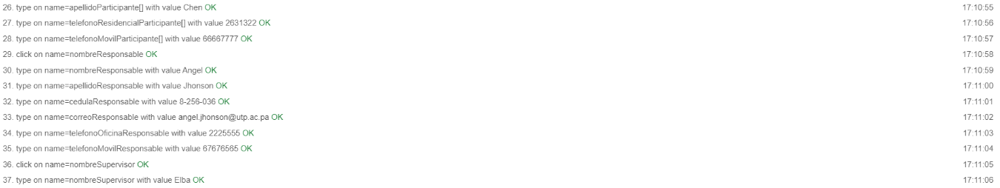 26. type on name=apellidoParticipante[] with value Chen OK 17:10:55
27. type on name=telefonoResidencialParticipante[] with value 2631322 OK 17:10:56
28. type on name=telefonoMovilParticipante[] with value 66667777 OK 17:10:57
29. click on name=nombreResponsable OK 17:10:58
30. type on name=nombreResponsable with value Angel OK 17:10:59
31. type on name=apellidoResponsable with value Jhonson OK 17:11:00
32. type on name=cedulaResponsable with value 8-256-036 OK 17:11:01
33. type on name=correoResponsable with value angel.jhonson@utp.ac.pa OK 17:11:02
34. type on name=telefonoOficinaResponsable with value 2225555 OK 17:11:03
35. type on name=telefonoMovilResponsable with value 67676565 OK 17:11:04
36. click on name=nombreSupervisor OK 17:11:05
37. type on name=nombreSupervisor with value Elba OK 17:11:06